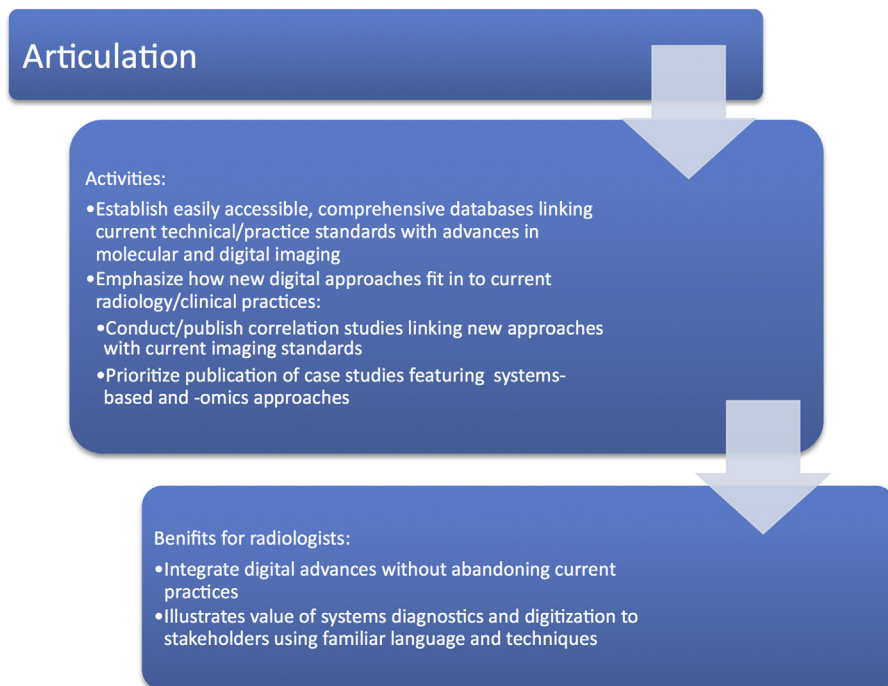 Articulation
Activities:
•Establish easily accessible, comprehensive databases linking
current technical/practice standards with advances in
molecular and digital imaging
•Emphasize how new digital approaches fit in to current
radiology/clinical practices:
•Conduct/publish correlation studies linking new approaches
with current imaging standards
•Prioritize publication of case studies featuring systems-
based and -omics approaches
Benifits for radiologists:
•Integrate digital advances without abandoning current
practices
•Illustrates value of systems diagnostics and digitization to
stakeholders using familiar language and techniques